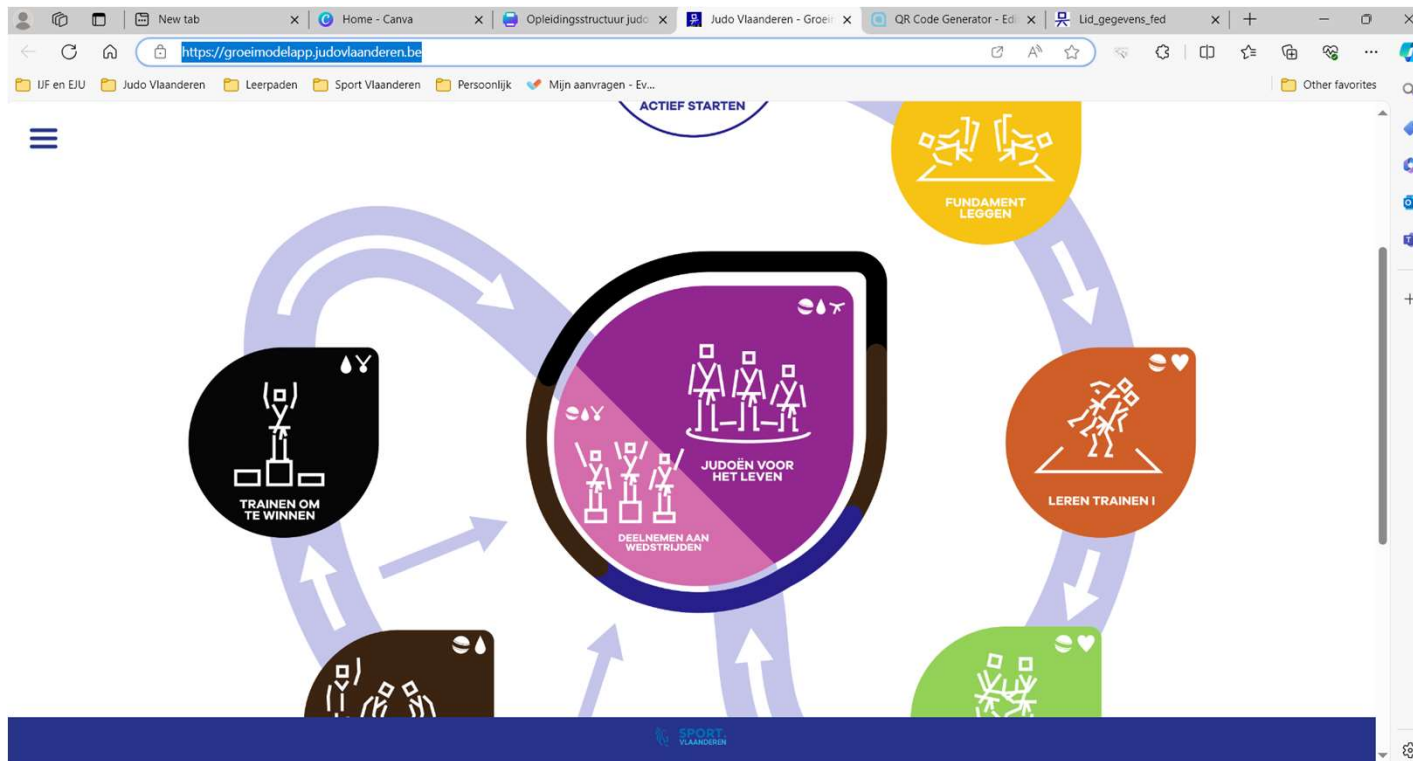 New tab
Home - Canva
Opleidingsstructuur judo
Judo Vlaanderen - Groei
QR Code Generator - Ed
Lid_gegevens_fed
https://groeimodelapp.judovlaanderen.be
IJF en EJU
Judo Vlaanderen
Leerpaden
Sport Vlaanderen
Persoonlijk
Mijn aanvragen - Ev...
Other favorites
ACTIEF STARTEN
FUNDAMENT
LEGGEN
TRAINEN OM
TE WINNEN
JUDOËN VOOR
HET LEVEN
DEELNEMEN AAN
WEDSTRIJDEN
LEREN TRAINEN I
SPORT.
VLAANDEREN